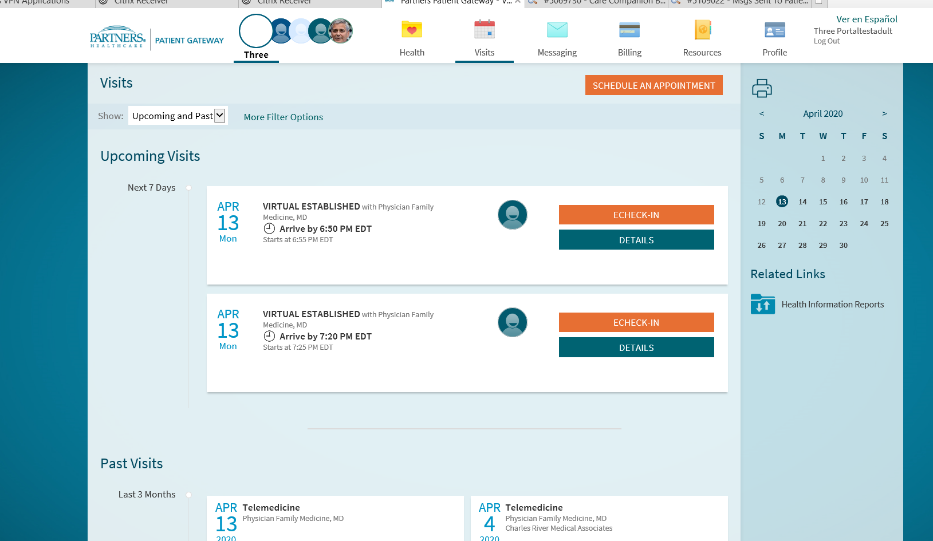 VPN Applications
Citrix Receiver
Citrix Receiver
Partners Patient Gateway - V...
#5069750 - Care Companion B...
#5109022 - Msgs Sent To Patie...
PARTNERS.
HEALTHCARE
PATIENT GATEWAY
Three
Health
Visits
Messaging
Billing
Resources
Profile
Ver en Español
Three Portaltestadult
Log Out
Visits
SCHEDULE AN APPOINTMENT
Show: Upcoming and Past
More Filter Options
Upcoming Visits
Next 7 Days
APR
13
Mon
VIRTUAL ESTABLISHED with Physician Family
Medicine, MD
Arrive by 6:50 PM EDT
Starts at 6:55 PM EDT
ECHECK-IN
DETAILS
APR
13
Mon
VIRTUAL ESTABLISHED with Physician Family
Medicine, MD
Arrive by 7:20 PM EDT
Starts at 7:25 PM EDT
ECHECK-IN
DETAILS
Past Visits
Last 3 Months
APR
13
2020
Telemedicine
Physician Family Medicine, MD
APR
4
2020
Telemedicine
Physician Family Medicine, MD
Charles River Medical Associates
< April 2020 >
S M T W T F S
1 2 3 4
5 6 7 8 9 10 11
12 13 14 15 16 17 18
19 20 21 22 23 24 25
26 27 28 29 30
Related Links
Health Information Reports